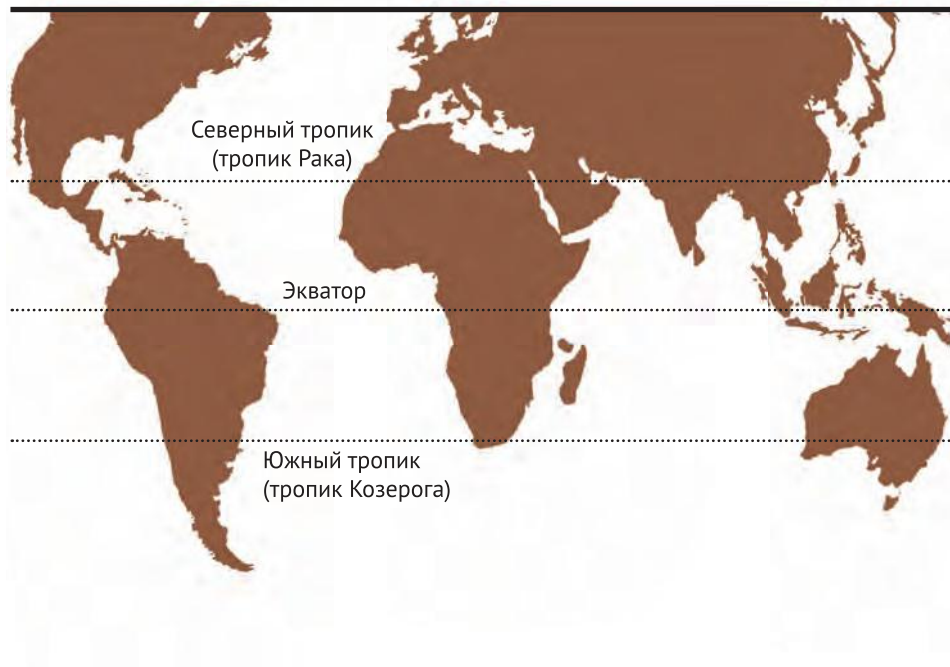 Северный тропик
(тропик Рака)
Экватор
Южный тропик
(тропик Козерога)